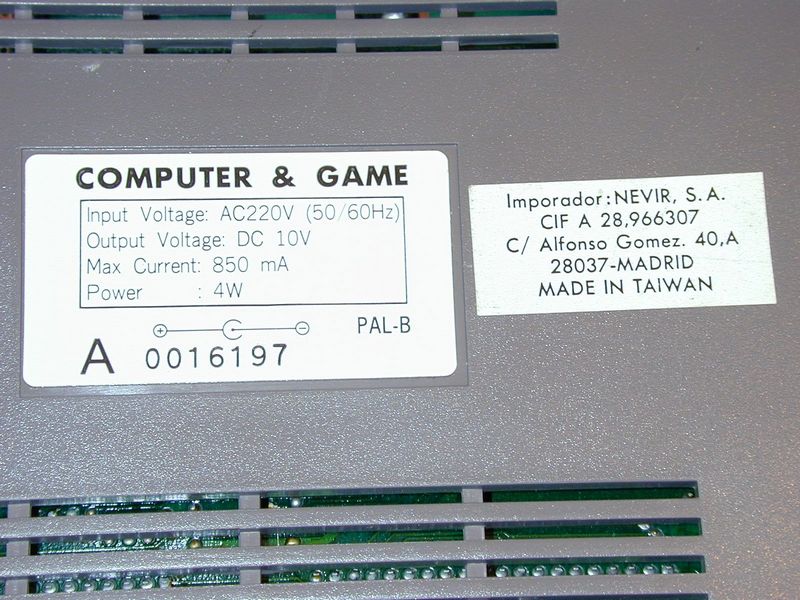 COMPUTER & GAME
Input Voltage: AC220V (50/60Hz)
Output Voltage: DC 10V
Max Current: 850 mA
Power : 4W
PAL-B
A 0016197
Imporador: NEVIR, S.A.
CIF A 28,966307
C/ Alfonso Gomez. 40,A
28037-MADRID
MADE IN TAIWAN